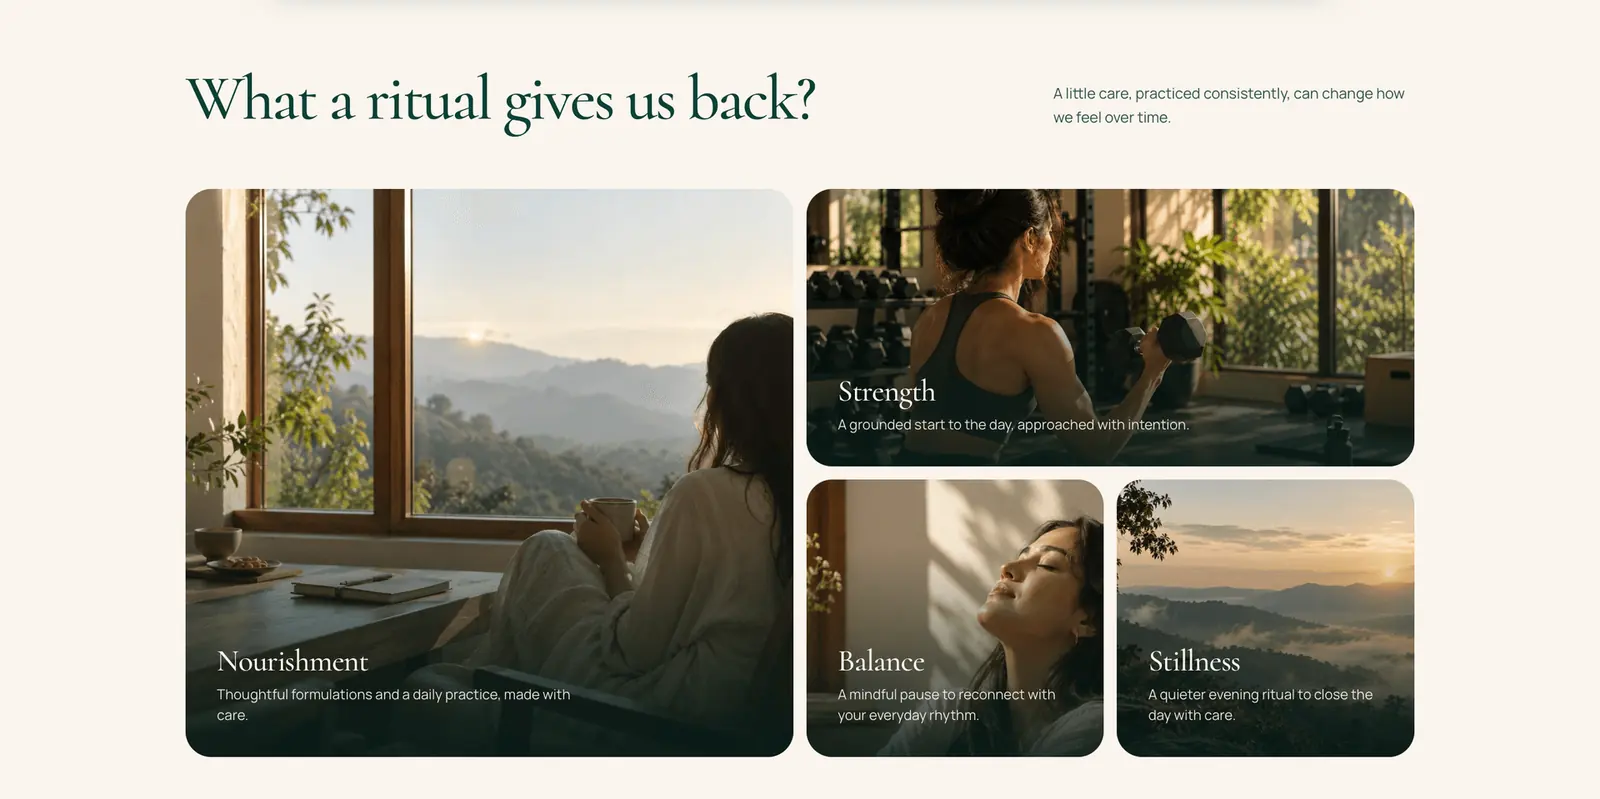 What a ritual gives us back?
A little care, practiced consistently, can change how
we feel over time.
Nourishment
Thoughtful formulations and a daily practice, made with
care.
Strength
A grounded start to the day, approached with intention.
Balance
A mindful pause to reconnect with
your everyday rhythm.
Stillness
A quieter evening ritual to close the
day with care.